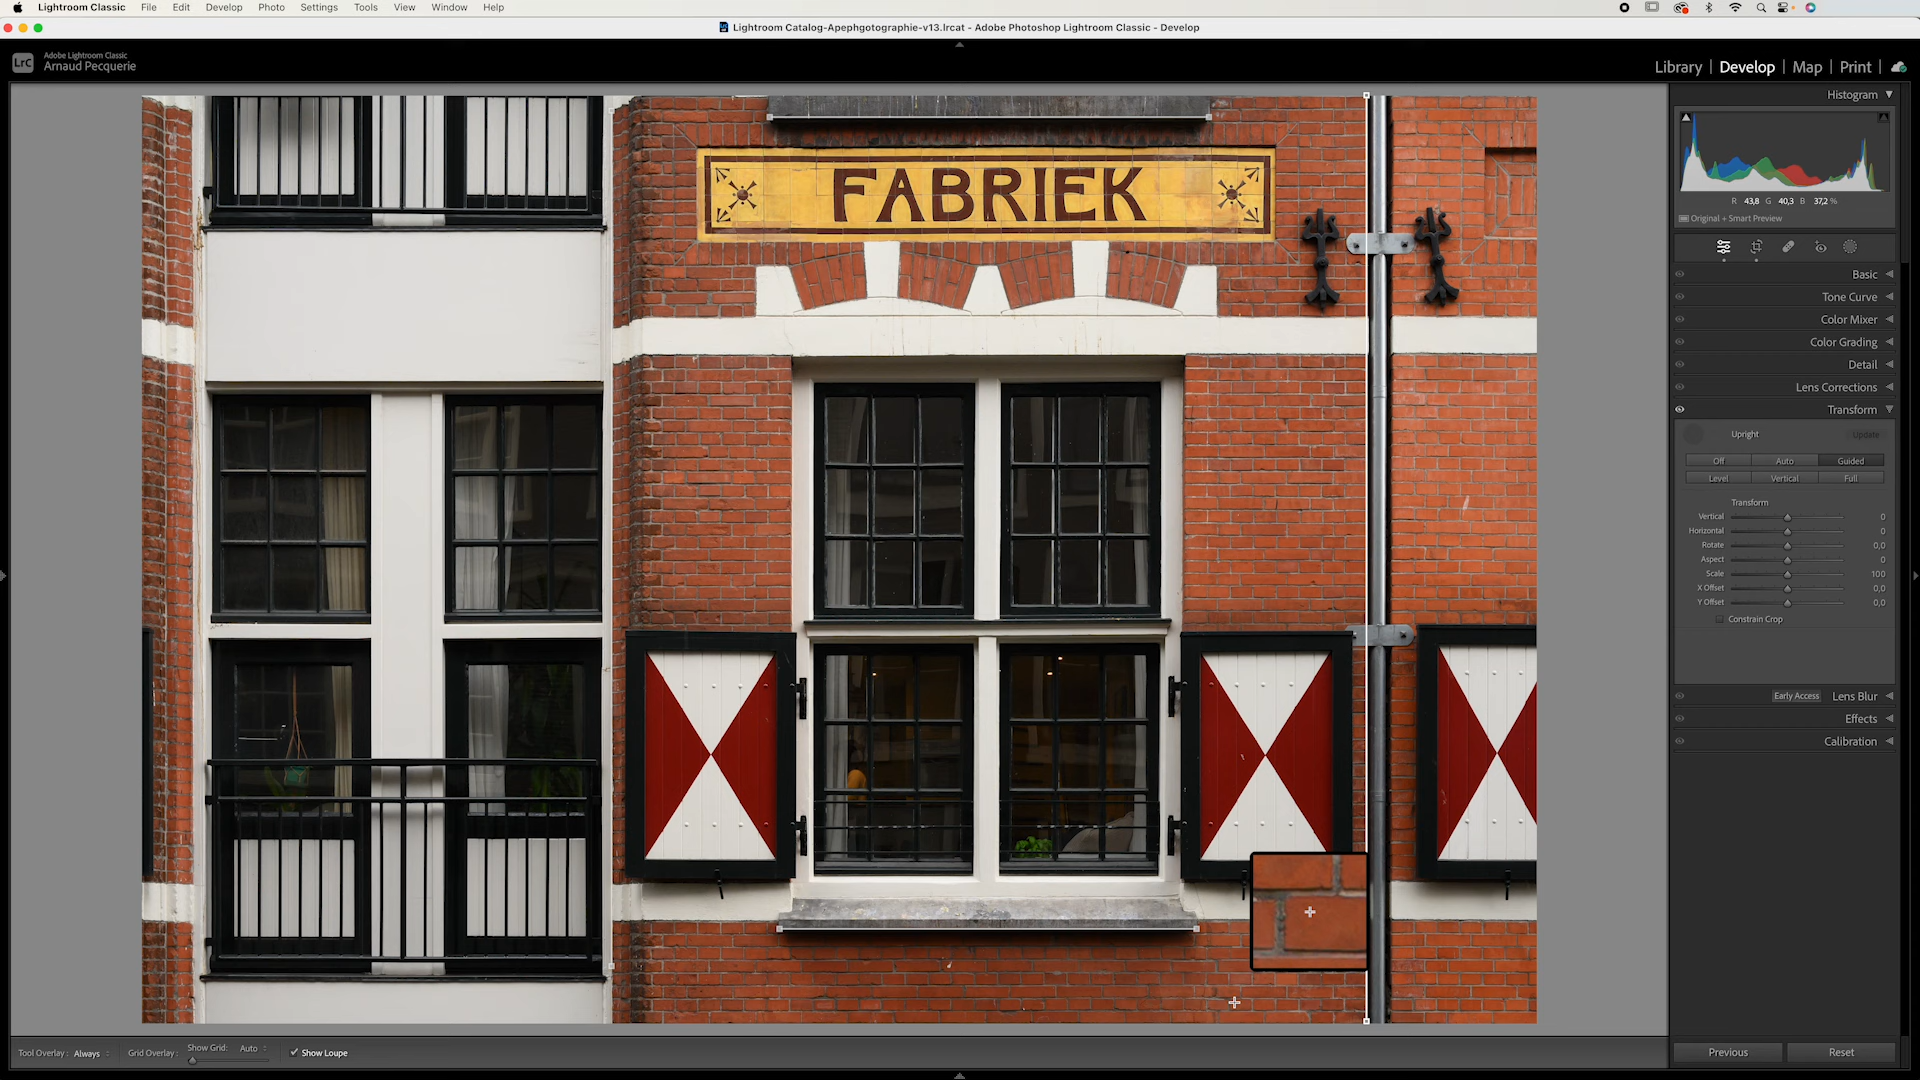 Lightroom Classic File Edit Develop Photo Settings Tools View Window Help
Lightroom Catalog-Apephgotographie-v13.lrcat - Adobe Photoshop Lightroom Classic - Develop
LrC
Adobe Lightroom Classic
Arnaud Pecquerie
Library | Develop | Map | Print |
FABRIEK
Histogram
R 43,8 G 40,3 B 37,2 %
Original + Smart Preview
Basic
Tone Curve
Color Mixer
Color Grading
Detail
Lens Corrections
Transform
Upright Update
Off Auto Guided
Level Vertical Full
Transform
Vertical 0
Horizontal 0
Rotate 0,0
Aspect 0
Scale 100
X Offset 0,0
Y Offset 0,0
Constrain Crop
Early Access Lens Blur
Effects
Calibration
Tool Overlay: Always Grid Overlay: Show Grid: Auto Show Loupe
Previous Reset